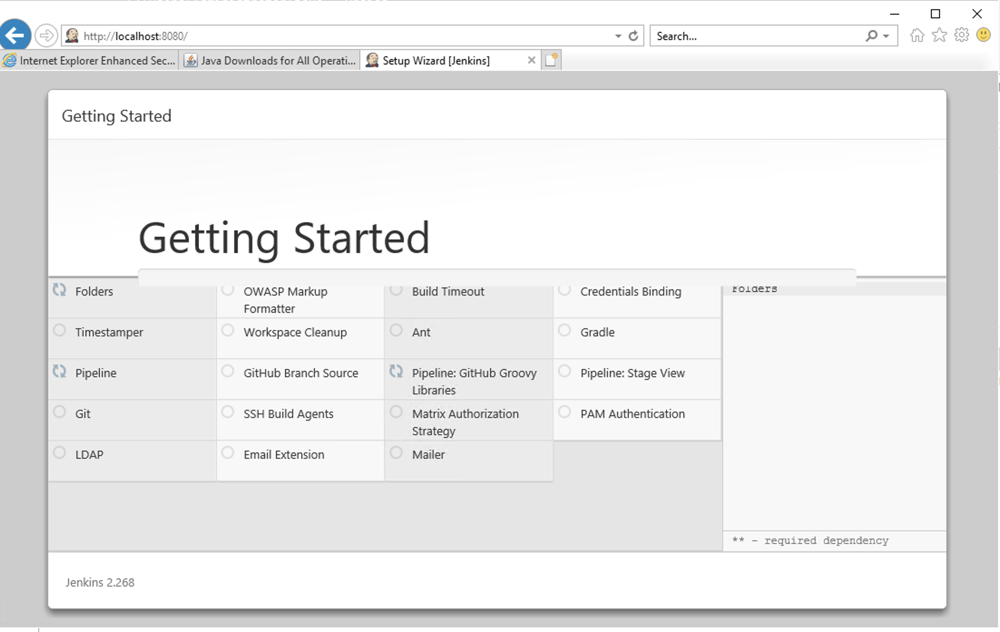 http://localhost:8080/
Search...
Internet Explorer Enhanced Sec...
Java Downloads for All Operati...
Setup Wizard [Jenkins]
Getting Started
Getting Started
Folders
OWASP Markup
Formatter
Build Timeout
Credentials Binding
Folders
Timestamper
Workspace Cleanup
Ant
Gradle
Pipeline
GitHub Branch Source
Pipeline: GitHub Groovy
Libraries
Pipeline: Stage View
Git
SSH Build Agents
Matrix Authorization
Strategy
PAM Authentication
LDAP
Email Extension
Mailer
** - required dependency
Jenkins 2.268